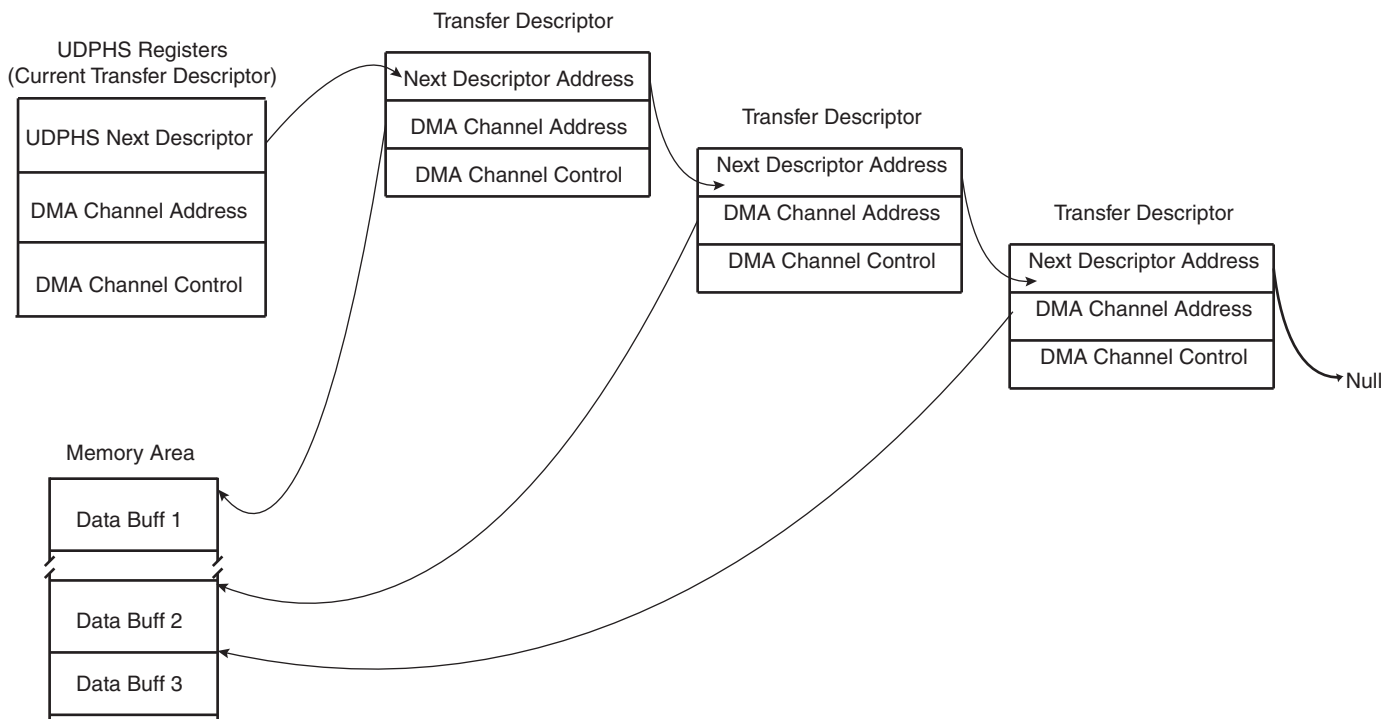 UDPHS Registers
(Current Transfer Descriptor)
UDPHS Next Descriptor
DMA Channel Address
DMA Channel Control
Transfer Descriptor
Next Descriptor Address
DMA Channel Address
DMA Channel Control
Transfer Descriptor
Next Descriptor Address
DMA Channel Address
DMA Channel Control
Transfer Descriptor
Next Descriptor Address
DMA Channel Address
DMA Channel Control
Null
Memory Area
Data Buff 1
Data Buff 2
Data Buff 3